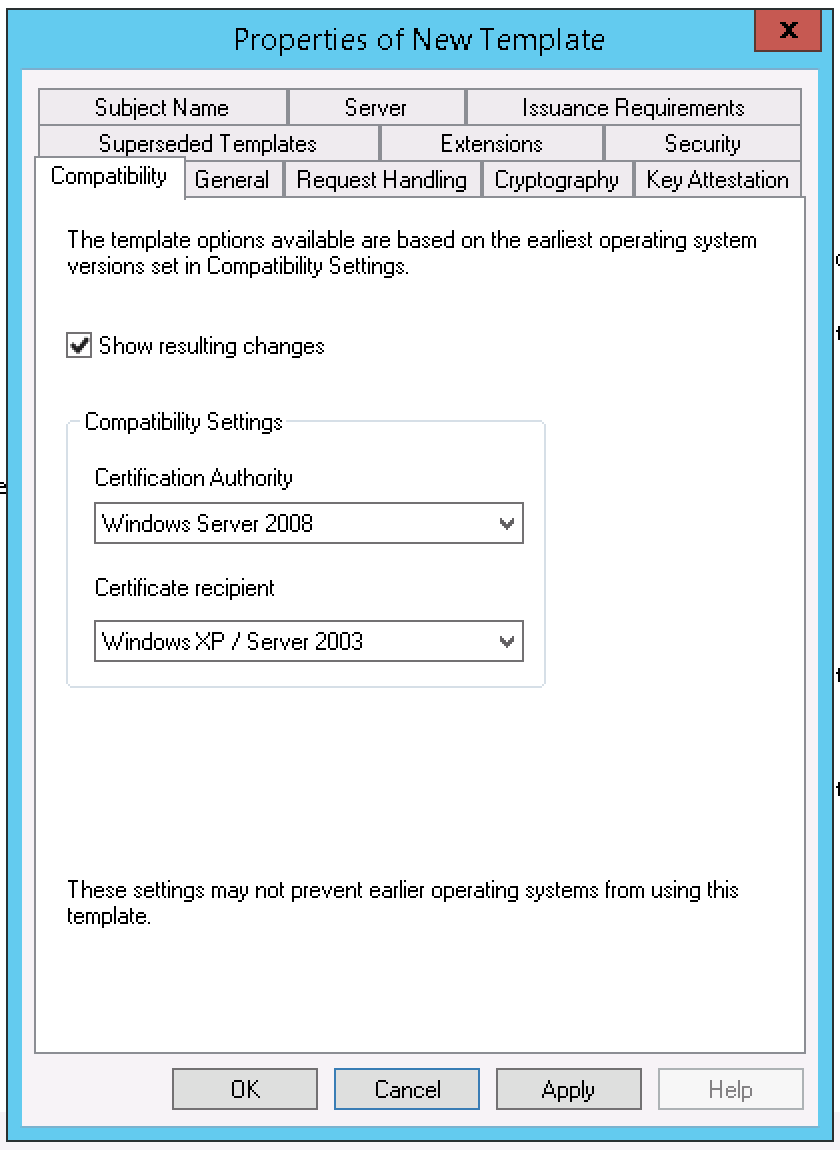 Properties of New Template
x
Subject Name
Server
Issuance Requirements
Superseded Templates
Extensions
Security
Compatibility
General
Request Handling
Cryptography
Key Attestation
The template options available are based on the earliest operating system
versions set in Compatibility Settings.
Show resulting changes
Compatibility Settings
Certification Authority
Windows Server 2008
Certificate recipient
Windows XP / Server 2003
These settings may not prevent earlier operating systems from using this
template.
OK
Cancel
Apply
Help